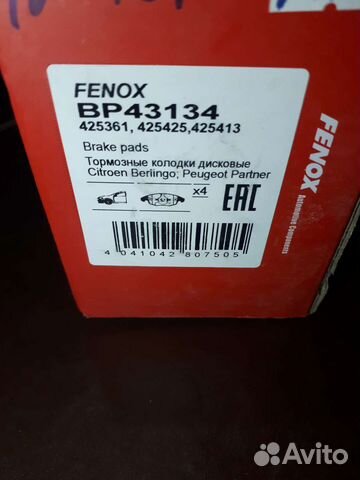 FENOX
BP43134
425361, 425425,425413
Brake pads
Тормозные колодки дисковые
Citroen Berlingo; Peugeot Partner
x4
EAC
4 041042 807505
FENOX
Automotive Components
Avito